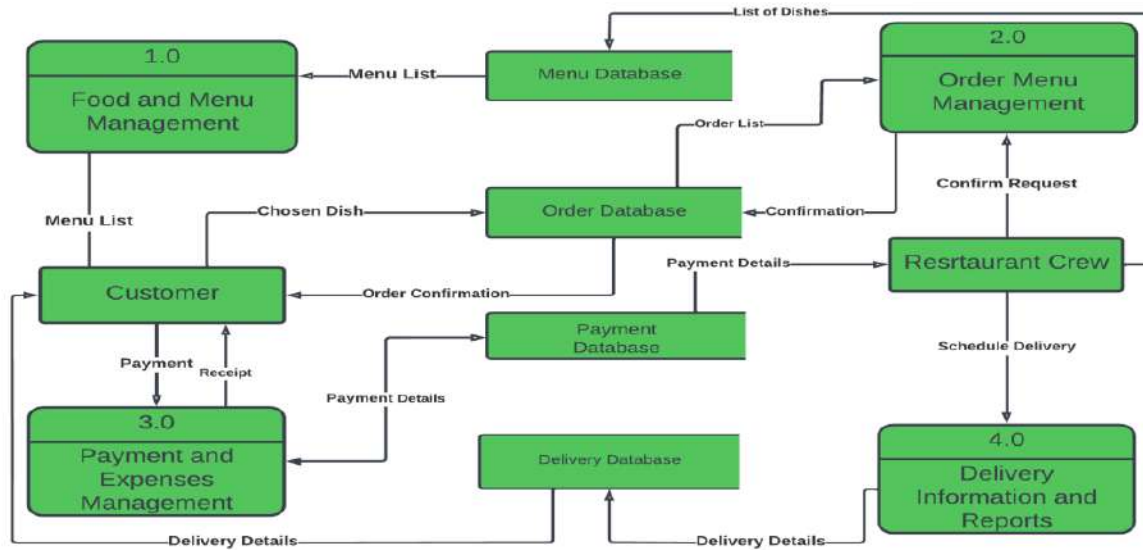 List of Dishes
1.0
Food and Menu
Management
Menu List
Menu Database
2.0
Order Menu
Management
Order List
Menu List
Chosen Dish
Order Database
Confirmation
Confirm Request
Customer
Order Confirmation
Payment Details
Resrtaurant Crew
Payment
Receipt
Payment
Database
Schedule Delivery
Payment Details
3.0
Payment and
Expenses
Management
Delivery Database
4.0
Delivery
Information and
Reports
Delivery Details
Delivery Details